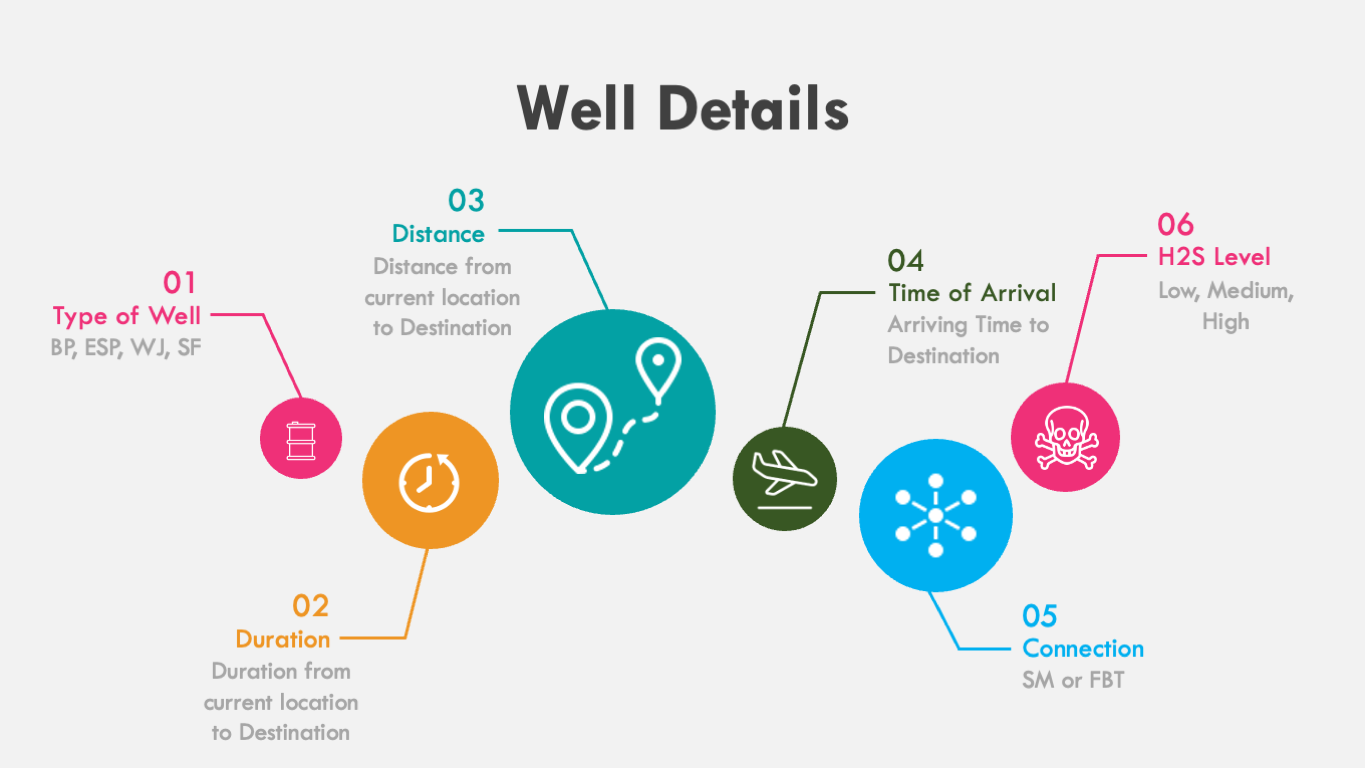 Well Details
01
Type of Well
BP, ESP, WJ, SF
02
Duration
Duration from
current location
to Destination
03
Distance
Distance from
current location
to Destination
04
Time of Arrival
Arriving Time to
Destination
05
Connection
SM or FBT
06
H2S Level
Low, Medium,
High